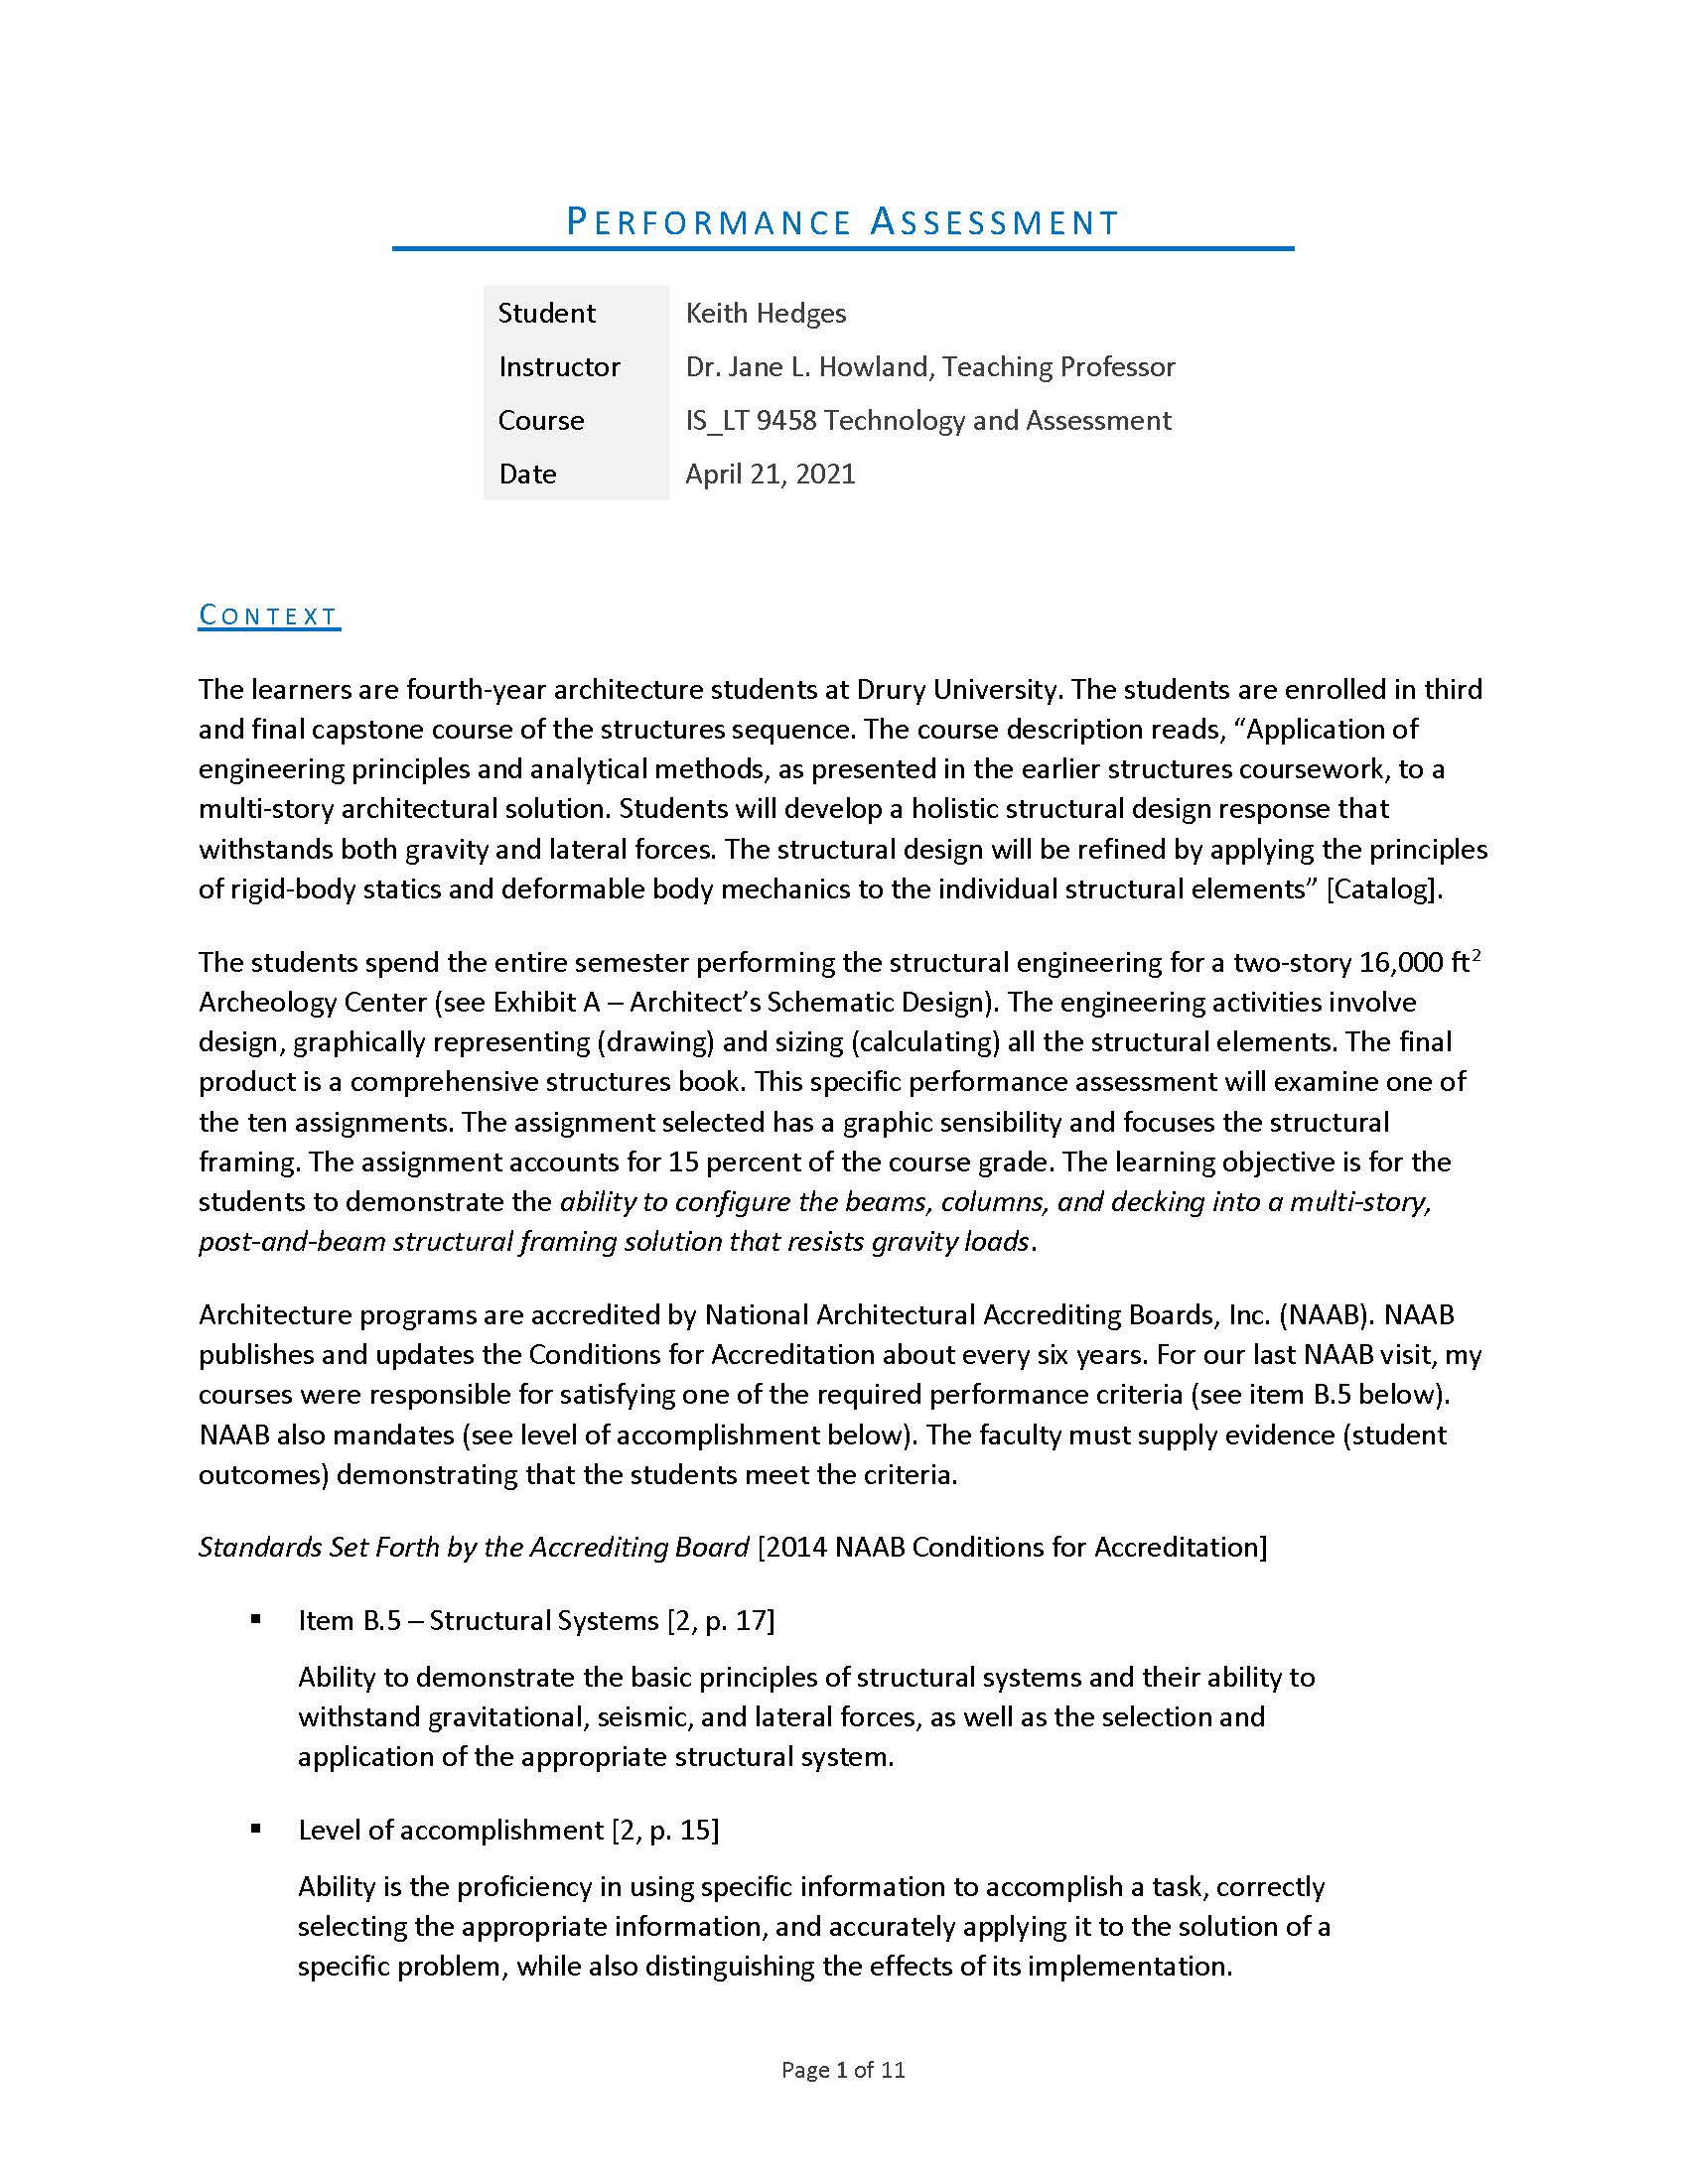 PERFORMANCE ASSESSMENT
Student Keith Hedges
Instructor Dr. Jane L. Howland, Teaching Professor
Course IS_LT 9458 Technology and Assessment
Date April 21, 2021
CONTEXT
The learners are fourth-year architecture students at Drury University. The students are enrolled in third
and final capstone course of the structures sequence. The course description reads, “Application of
engineering principles and analytical methods, as presented in the earlier structures coursework, to a
multi-story architectural solution. Students will develop a holistic structural design response that
withstands both gravity and lateral forces. The structural design will be refined by applying the principles
of rigid-body statics and deformable body mechanics to the individual structural elements” [Catalog].
The students spend the entire semester performing the structural engineering for a two-story 16,000 ft²
Archeology Center (see Exhibit A – Architect’s Schematic Design). The engineering activities involve
design, graphically representing (drawing) and sizing (calculating) all the structural elements. The final
product is a comprehensive structures book. This specific performance assessment will examine one of
the ten assignments. The assignment selected has a graphic sensibility and focuses the structural
framing. The assignment accounts for 15 percent of the course grade. The learning objective is for the
students to demonstrate the ability to configure the beams, columns, and decking into a multi-story,
post-and-beam structural framing solution that resists gravity loads.
Architecture programs are accredited by National Architectural Accrediting Boards, Inc. (NAAB). NAAB
publishes and updates the Conditions for Accreditation about every six years. For our last NAAB visit, my
courses were responsible for satisfying one of the required performance criteria (see item B.5 below).
NAAB also mandates (see level of accomplishment below). The faculty must supply evidence (student
outcomes) demonstrating that the students meet the criteria.
Standards Set Forth by the Accrediting Board [2014 NAAB Conditions for Accreditation]
▪ Item B.5 – Structural Systems [2, p. 17]
Ability to demonstrate the basic principles of structural systems and their ability to
withstand gravitational, seismic, and lateral forces, as well as the selection and
application of the appropriate structural system.
▪ Level of accomplishment [2, p. 15]
Ability is the proficiency in using specific information to accomplish a task, correctly
selecting the appropriate information, and accurately applying it to the solution of a
specific problem, while also distinguishing the effects of its implementation.
Page 1 of 11